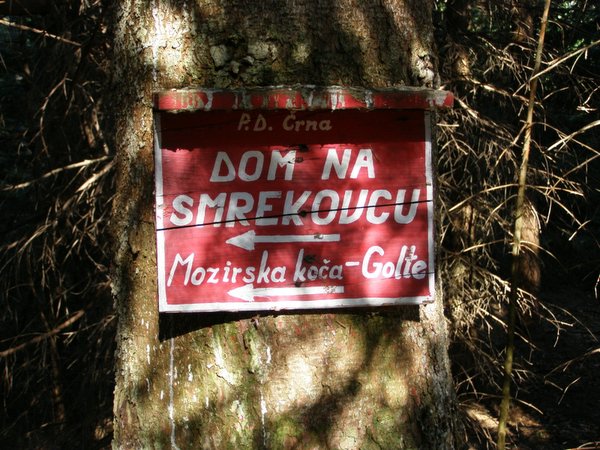 P.D. Črna
DOM NA
SMREKOVCU
Mozirska koča-Golte